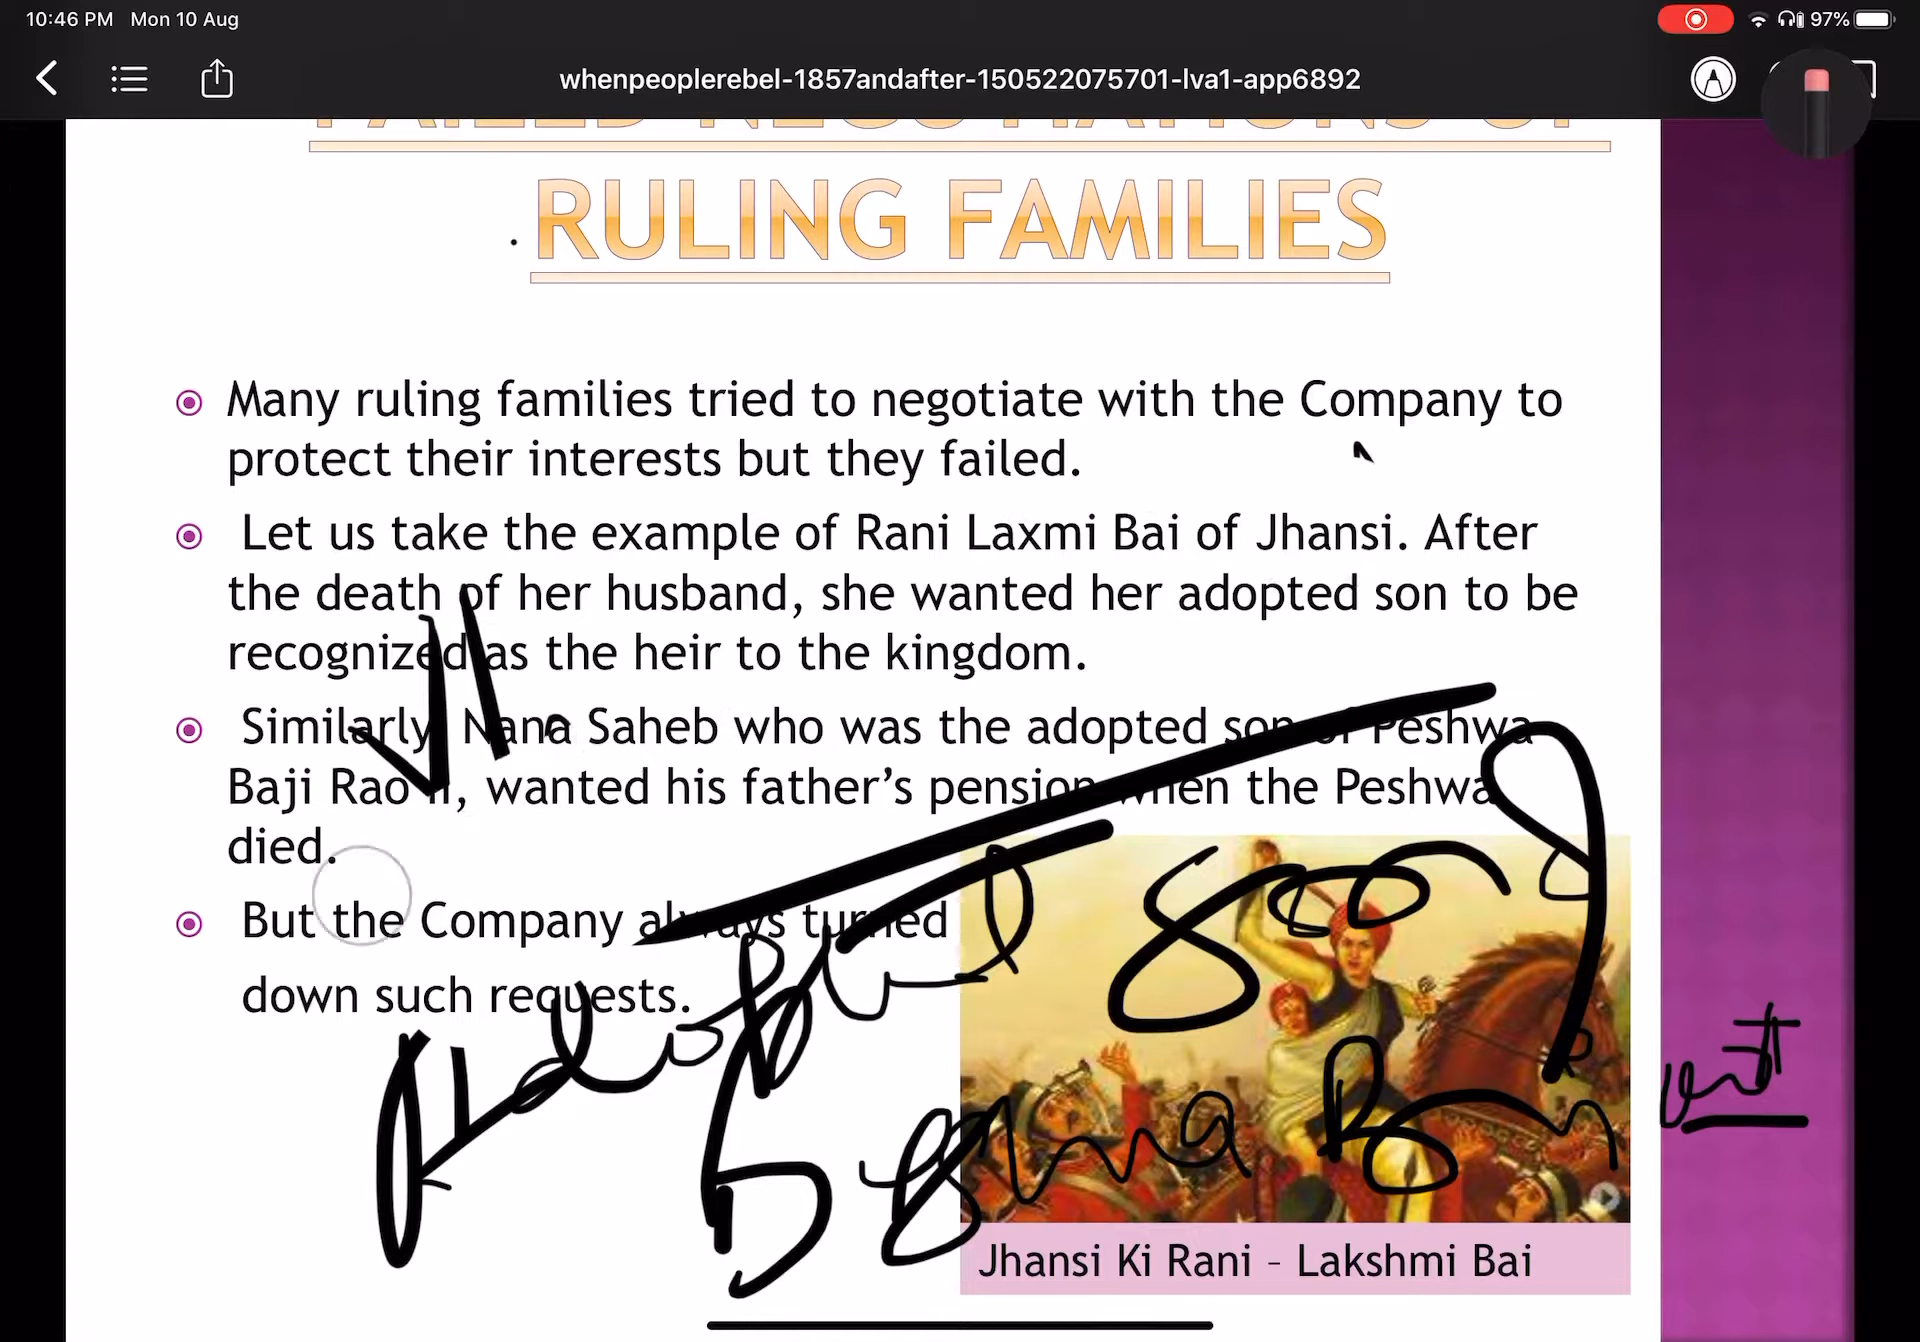 10:46 PM Mon 10 Aug
97%
whenpeoplerebel-1857andafter-150522075701-lva1-app6892
FAILED NEGOTIATIONS OF
RULING FAMILIES
Many ruling families tried to negotiate with the Company to
protect their interests but they failed.
Let us take the example of Rani Laxmi Bai of Jhansi. After
the death of her husband, she wanted her adopted son to be
recognized as the heir to the kingdom.
Similarly, Nana Saheb who was the adopted son of Peshwa
Baji Rao II, wanted his father's pension when the Peshwa
died.
But the Company always turned
down such requests.
Adopted son
Jhansi Ki Rani - Lakshmi Bai